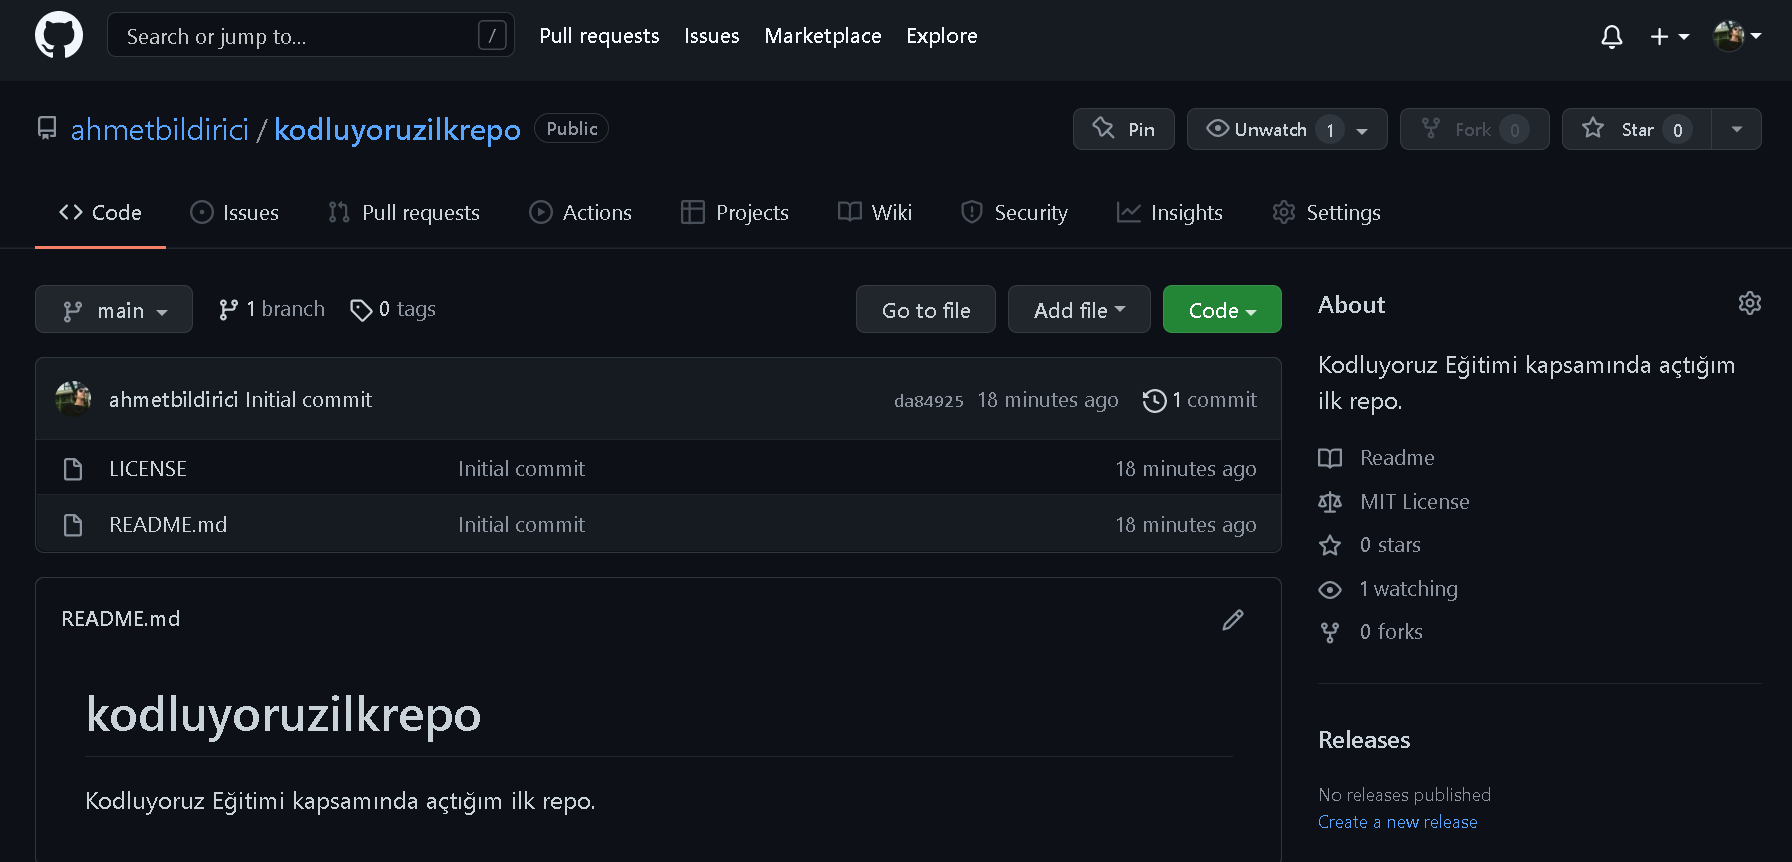 Search or jump to... /
Pull requests Issues Marketplace Explore
ahmetbildirici / kodluyoruzilkrepo Public
Pin Unwatch 1 Fork 0 Star 0
Code Issues Pull requests Actions Projects Wiki Security Insights Settings
main 1 branch 0 tags Go to file Add file Code
ahmetbildirici Initial commit da84925 18 minutes ago 1 commit
LICENSE Initial commit 18 minutes ago
README.md Initial commit 18 minutes ago
README.md
kodluyoruzilkrepo
Kodluyoruz Eğitimi kapsamında açtığım ilk repo.
About
Kodluyoruz Eğitimi kapsamında açtığım
ilk repo.
Readme
MIT License
0 stars
1 watching
0 forks
Releases
No releases published
Create a new release